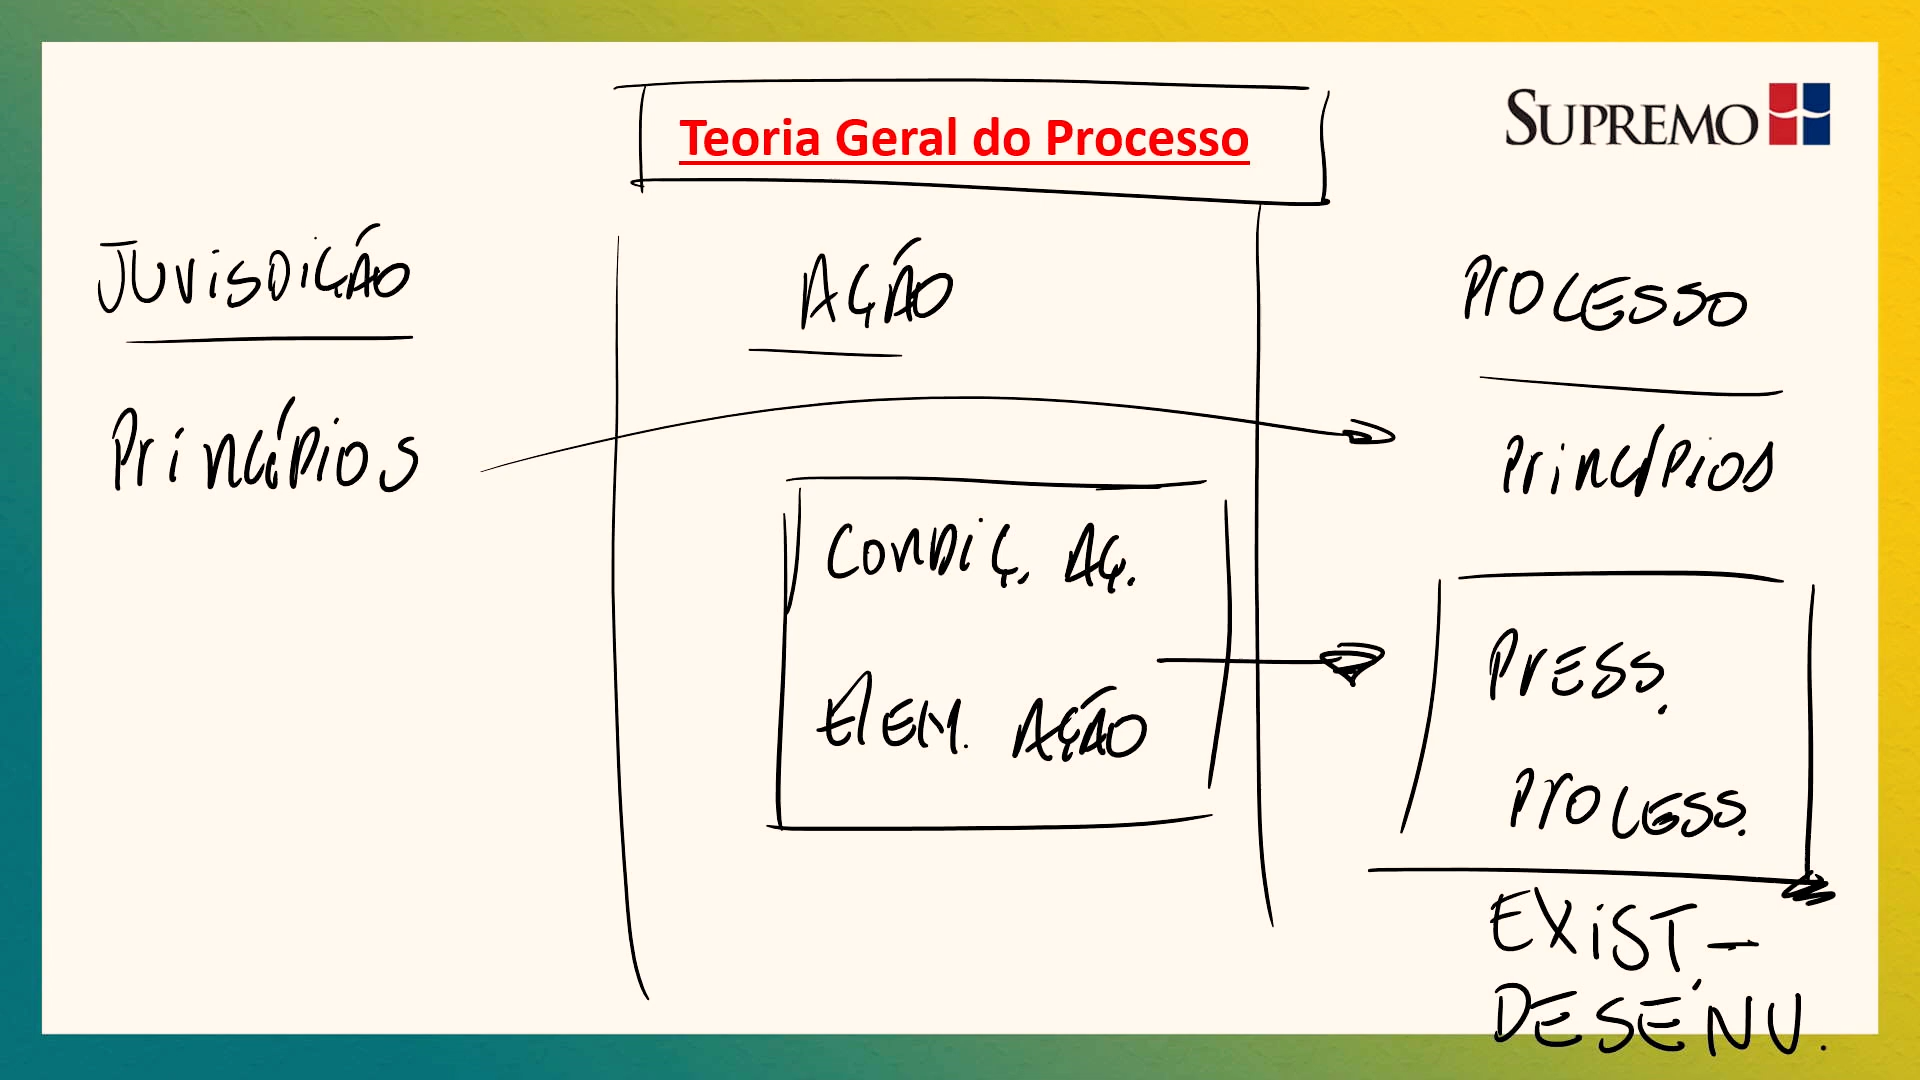 Teoria Geral do Processo
SUPREMO
JURISDIÇÃO
PRINCÍPIOS
AÇÃO
CONDIÇ. AÇ.
ELEM. AÇÃO
PROCESSO
PRINCÍPIOS
PRESS.
PROCESS.
EXIST. –
DESENV.